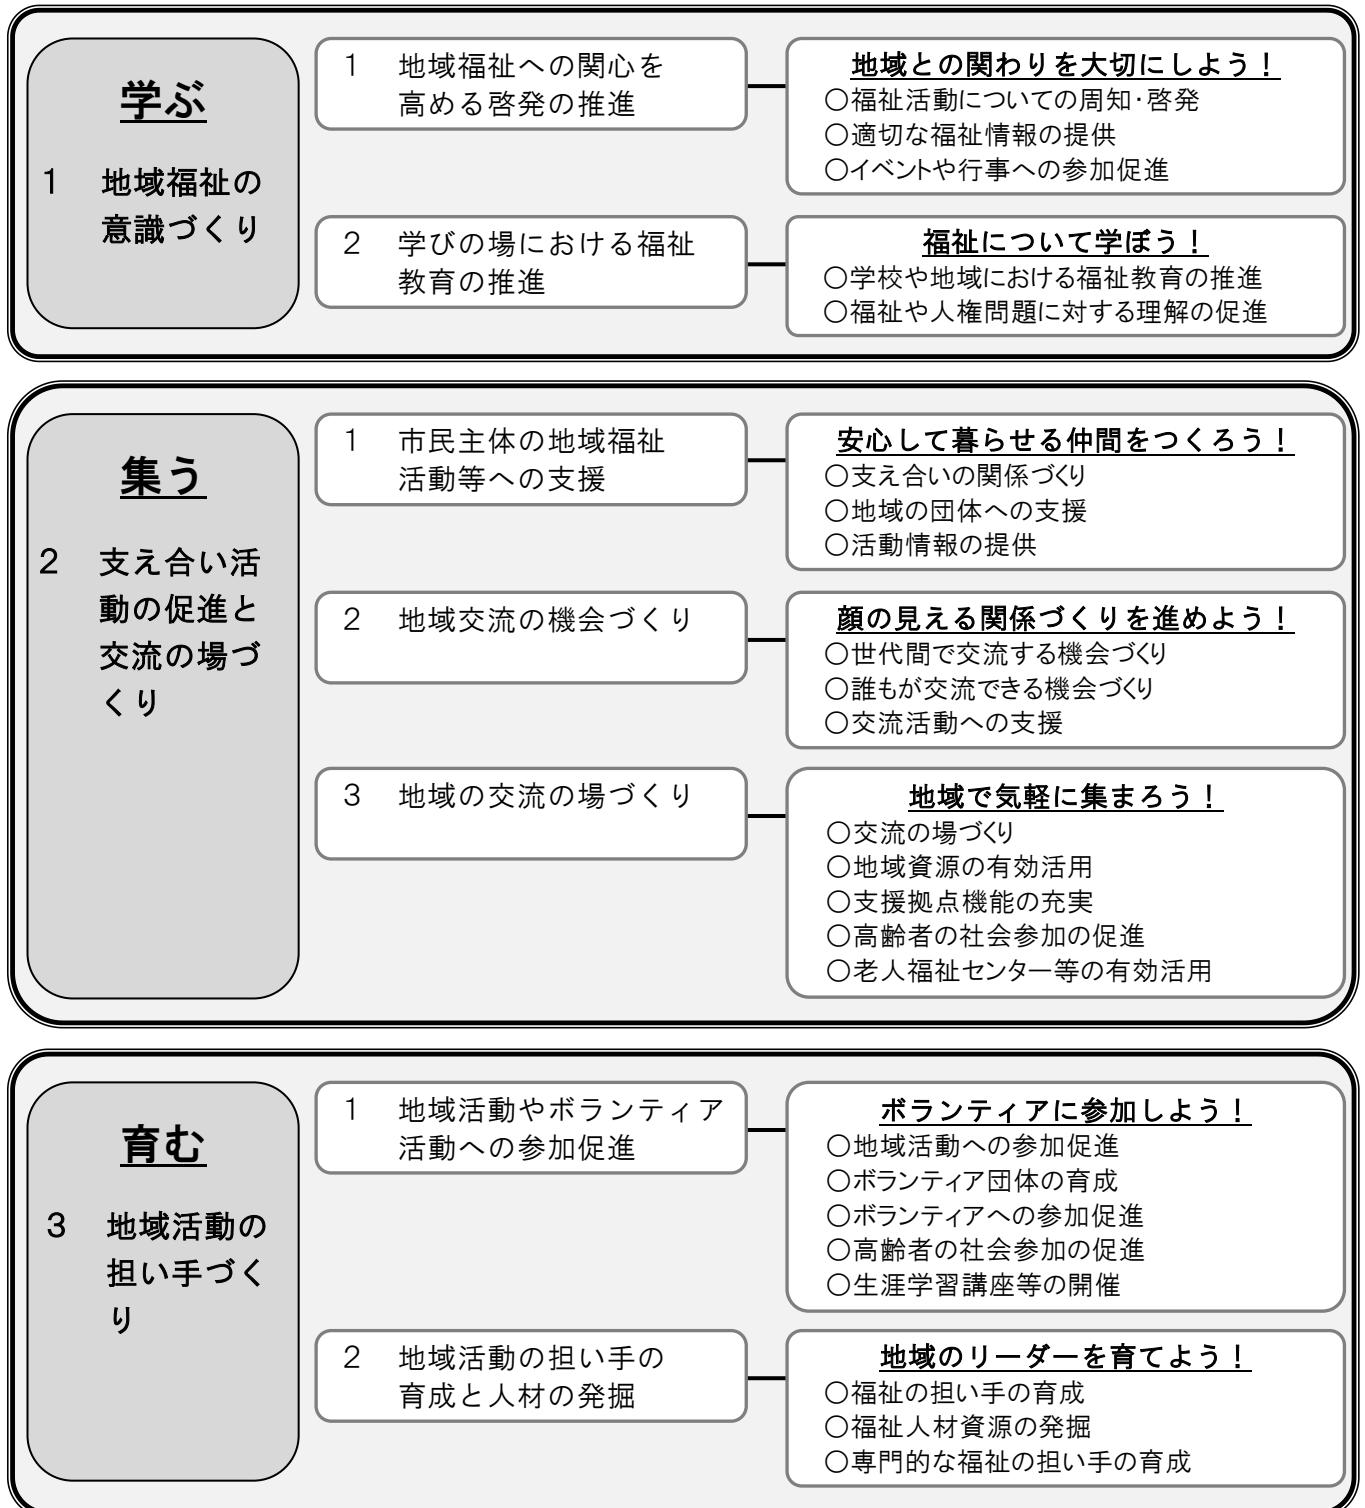 学ぶ
１　地域福祉の
意識づくり
１　地域福祉への関心を
高める啓発の推進
地域との関わりを大切にしよう！
○福祉活動についての周知・啓発
○適切な福祉情報の提供
○イベントや行事への参加促進
２　学びの場における福祉
教育の推進
福祉について学ぼう！
○学校や地域における福祉教育の推進
○福祉や人権問題に対する理解の促進
集う
２　支え合い活
動の促進と
交流の場づ
くり
１　市民主体の地域福祉
活動等への支援
安心して暮らせる仲間をつくろう！
○支え合いの関係づくり
○地域の団体への支援
○活動情報の提供
２　地域交流の機会づくり
顔の見える関係づくりを進めよう！
○世代間で交流する機会づくり
○誰もが交流できる機会づくり
○交流活動への支援
３　地域の交流の場づくり
地域で気軽に集まろう！
○交流の場づくり
○地域資源の有効活用
○支援拠点機能の充実
○高齢者の社会参加の促進
○老人福祉センター等の有効活用
育む
３　地域活動の
担い手づく
り
１　地域活動やボランティア
活動への参加促進
ボランティアに参加しよう！
○地域活動への参加促進
○ボランティア団体の育成
○ボランティアへの参加促進
○高齢者の社会参加の促進
○生涯学習講座等の開催
２　地域活動の担い手の
育成と人材の発掘
地域のリーダーを育てよう！
○福祉の担い手の育成
○福祉人材資源の発掘
○専門的な福祉の担い手の育成